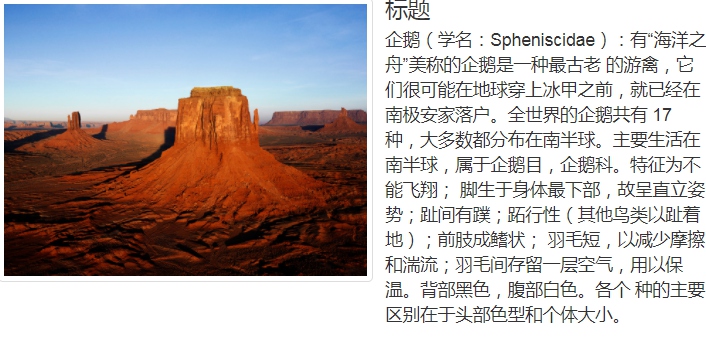 标题
企鹅（学名：Spheniscidae）：有“海洋之
舟”美称的企鹅是一种最古老 的游禽，它
们很可能在地球穿上冰甲之前，就已经在
南极安家落户。全世界的企鹅共有 17
种，大多数都分布在南半球。主要生活在
南半球，属于企鹅目，企鹅科。特征为不
能飞翔； 脚生于身体最下部，故呈直立姿
势；趾间有蹼；跖行性（其他鸟类以趾着
地）；前肢成鳍状； 羽毛短，以减少摩擦
和湍流；羽毛间存留一层空气，用以保
温。背部黑色，腹部白色。各个 种的主要
区别在于头部色型和个体大小。